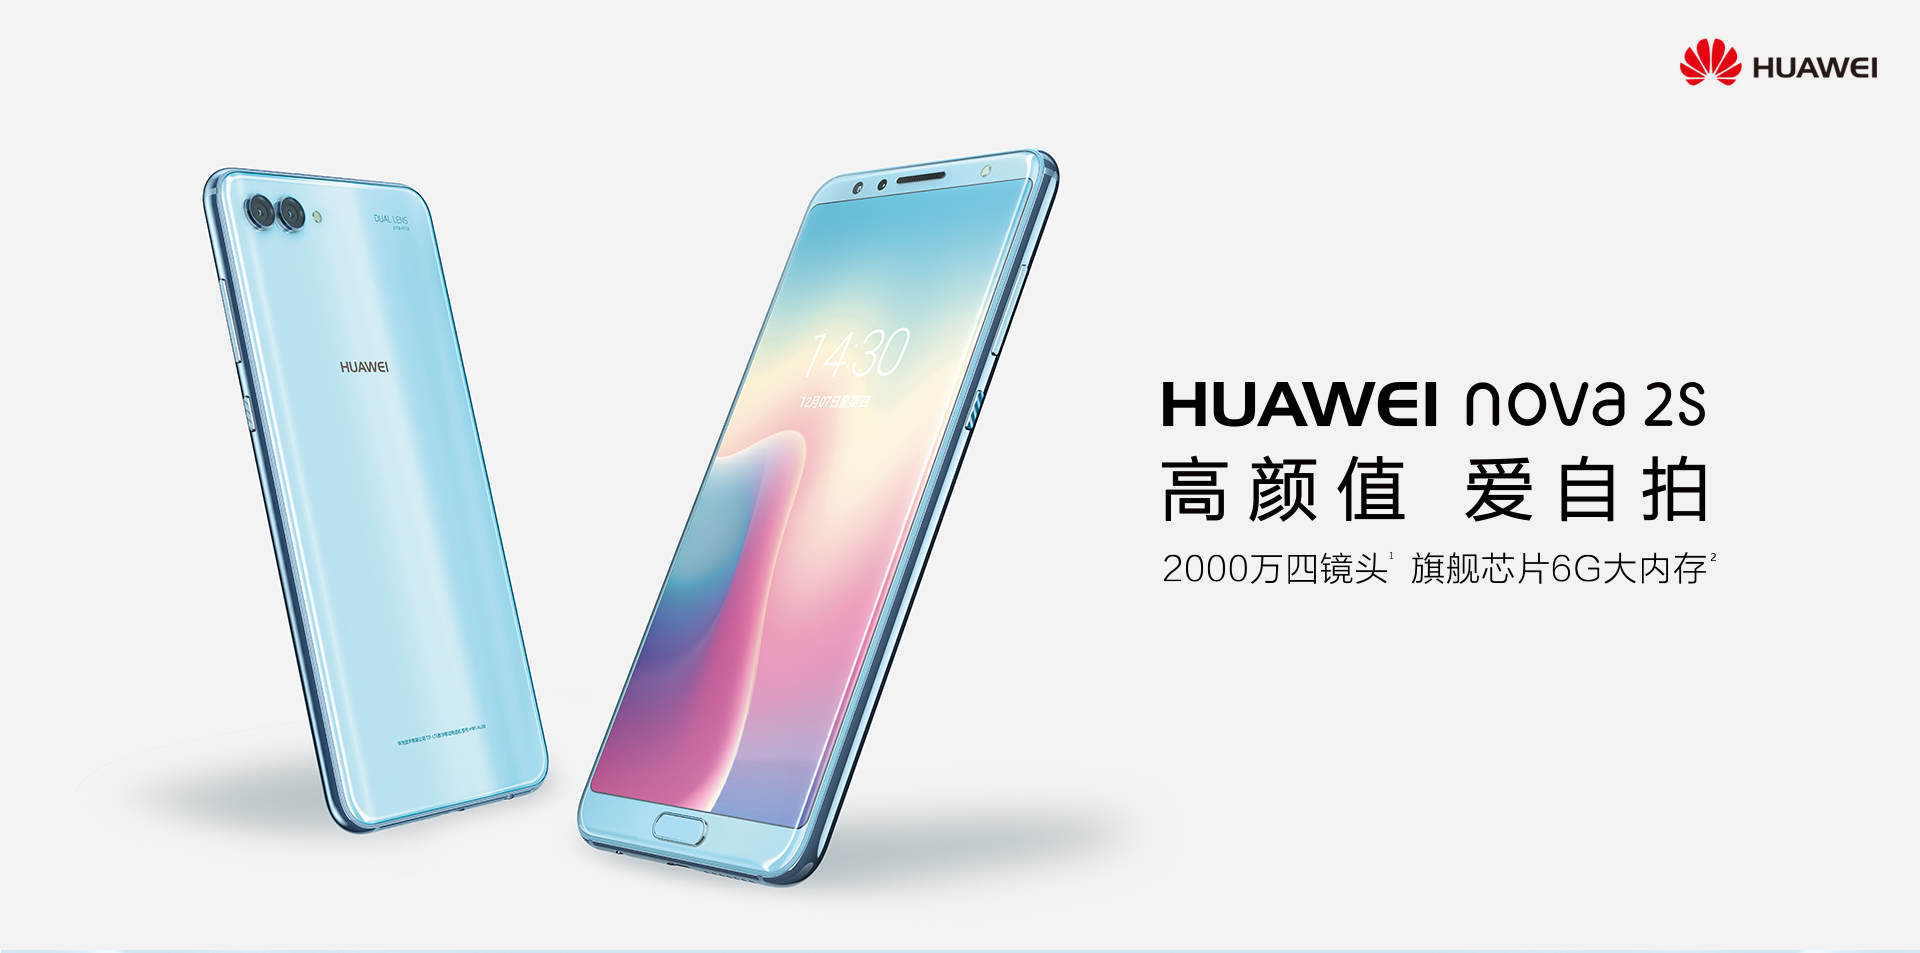 HUAWEI
DUAL LENS
HUAWEI
14:30
12月07日星期四
HUAWEI nova 2S
高颜值 爱自拍
2000万四镜头¹ 旗舰芯片6G大内存²